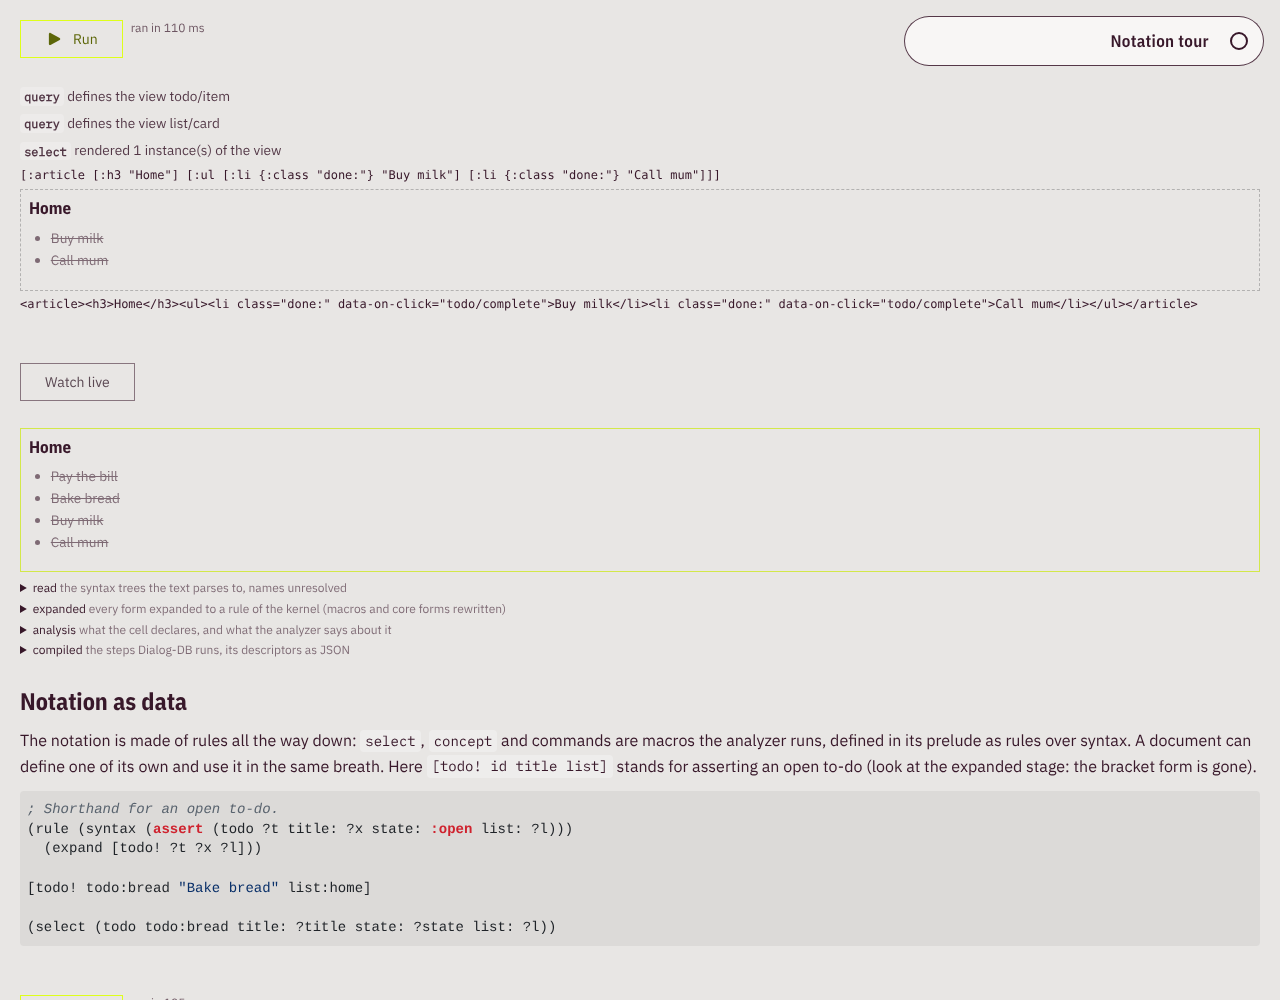 Run
ran in 110 ms
Notation tour
query defines the view todo/item
query defines the view list/card
select rendered 1 instance(s) of the view
[:article [:h3 "Home"] [:ul [:li {:class "done:"} "Buy milk"] [:li {:class "done:"} "Call mum"]]]
Home
Buy milk
Call mum
<article><h3>Home</h3><ul><li class="done:" data-on-click="todo/complete">Buy milk</li><li class="done:" data-on-click="todo/complete">Call mum</li></ul></article>
Watch live
Home
Pay the bill
Bake bread
Buy milk
Call mum
read the syntax trees the text parses to, names unresolved
expanded every form expanded to a rule of the kernel (macros and core forms rewritten)
analysis what the cell declares, and what the analyzer says about it
compiled the steps Dialog-DB runs, its descriptors as JSON
Notation as data
The notation is made of rules all the way down: select, concept and commands are macros the analyzer runs, defined in its prelude as rules over syntax. A document can
define one of its own and use it in the same breath. Here [todo! id title list] stands for asserting an open to-do (look at the expanded stage: the bracket form is gone).
; Shorthand for an open to-do.
(rule (syntax (assert (todo ?t title: ?x state: :open list: ?l)))
  (expand [todo! ?t ?x ?l]))
[todo! todo:bread "Bake bread" list:home]
(select (todo todo:bread title: ?title state: ?state list: ?l))